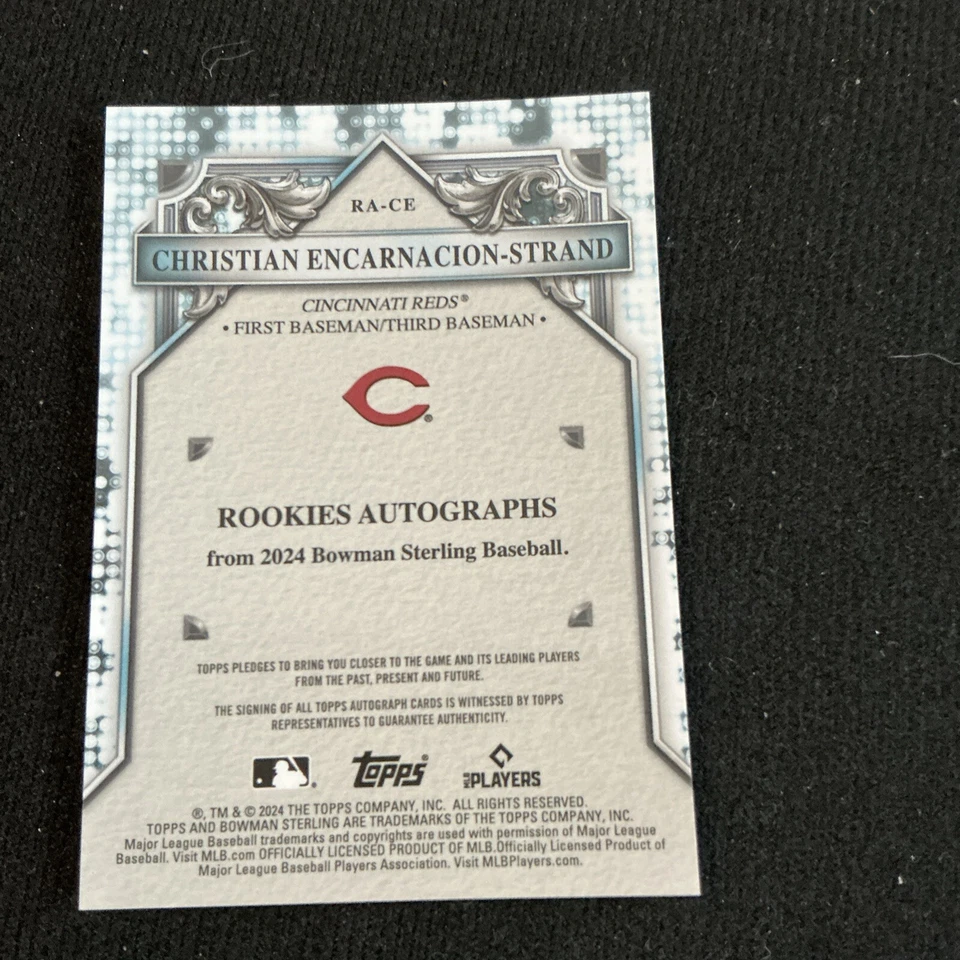 RA-CE
CHRISTIAN ENCARNACION-STRAND
CINCINNATI REDS®
• FIRST BASEMAN/THIRD BASEMAN •
C®
ROOKIES AUTOGRAPHS
from 2024 Bowman Sterling Baseball.
TOPPS PLEDGES TO BRING YOU CLOSER TO THE GAME AND ITS LEADING PLAYERS
FROM THE PAST, PRESENT AND FUTURE.
THE SIGNING OF ALL TOPPS AUTOGRAPH CARDS IS WITNESSED BY TOPPS
REPRESENTATIVES TO GUARANTEE AUTHENTICITY.
® Topps® MLB PLAYERS
®, TM & © 2024 THE TOPPS COMPANY, INC. ALL RIGHTS RESERVED.
TOPPS AND BOWMAN STERLING ARE TRADEMARKS OF THE TOPPS COMPANY, INC.
Major League Baseball trademarks and copyrights are used with permission of Major League
Baseball. Visit MLB.com OFFICIALLY LICENSED PRODUCT OF MLB.Officially Licensed Product of
Major League Baseball Players Association. Visit MLBPlayers.com.